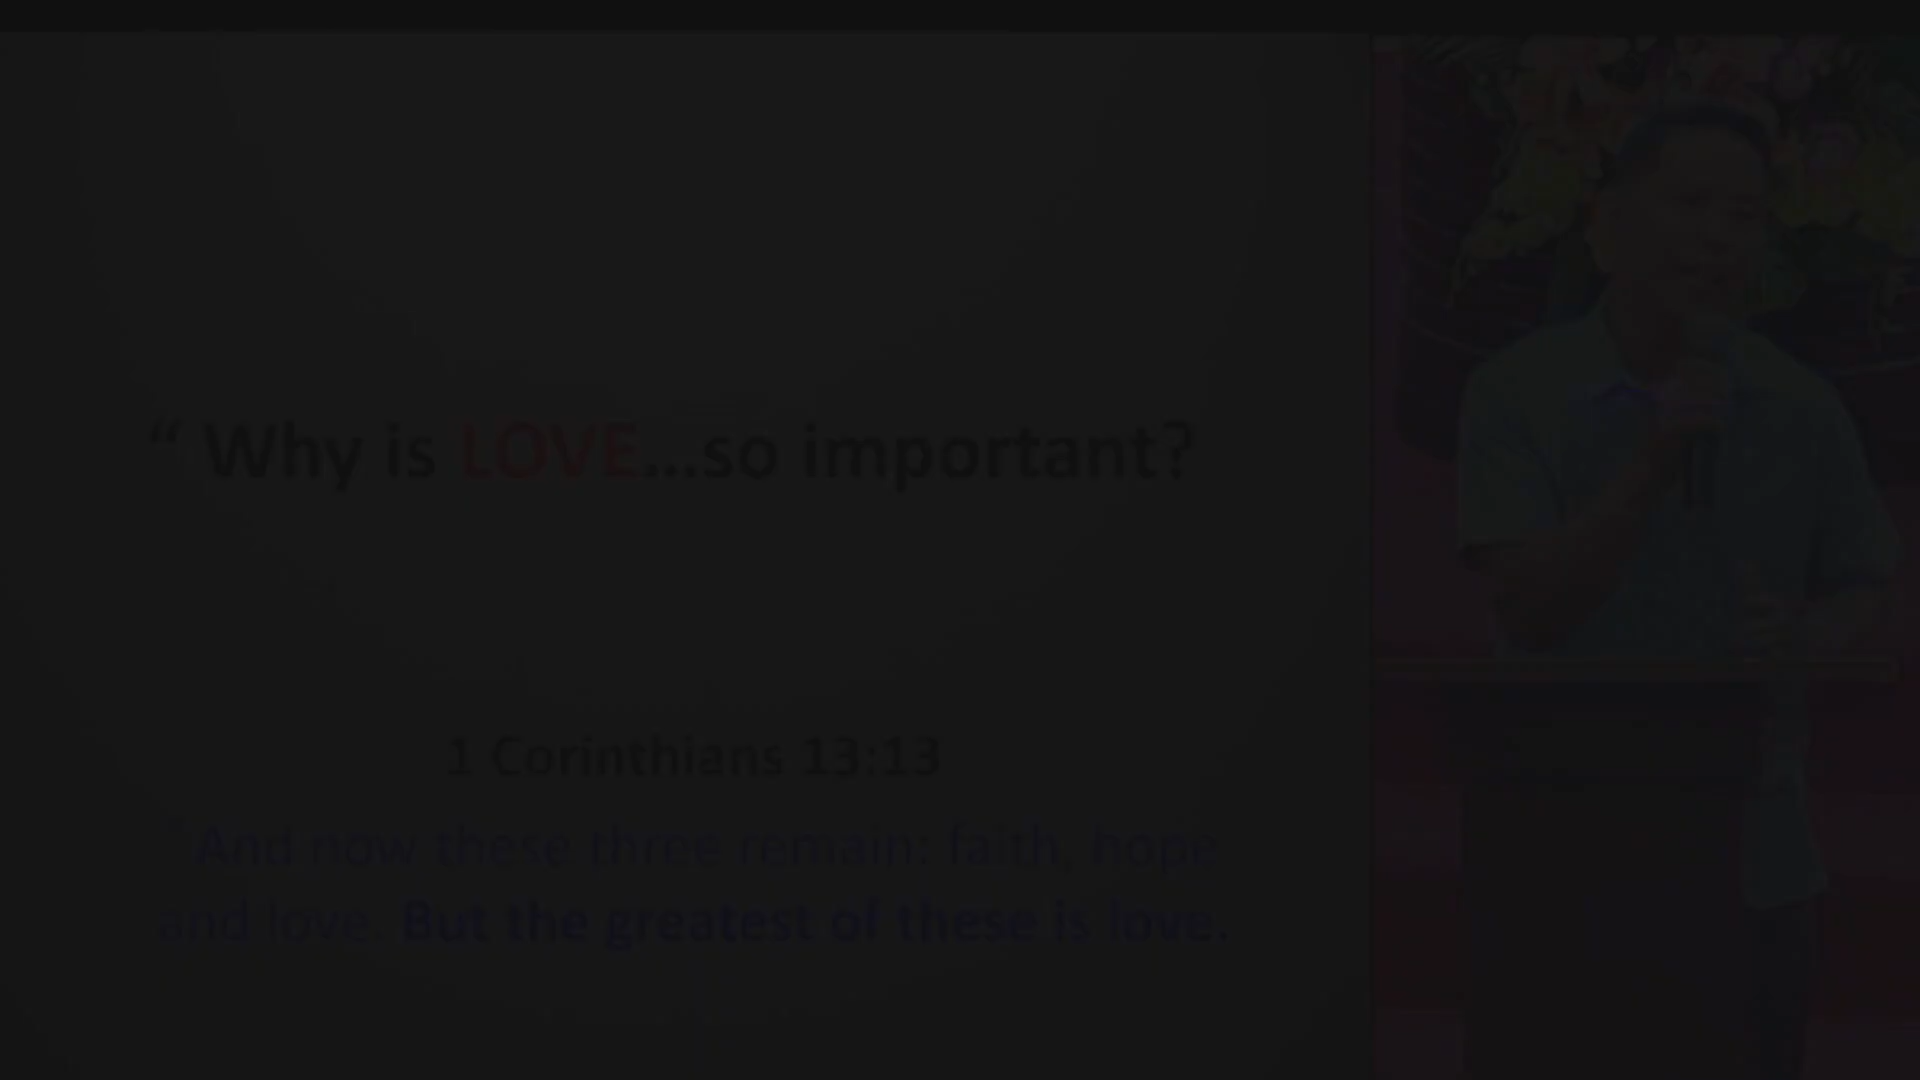 “ Why is LOVE...so important?
1 Corinthians 13:13
And now these three remain: faith, hope
and love. But the greatest of these is love.